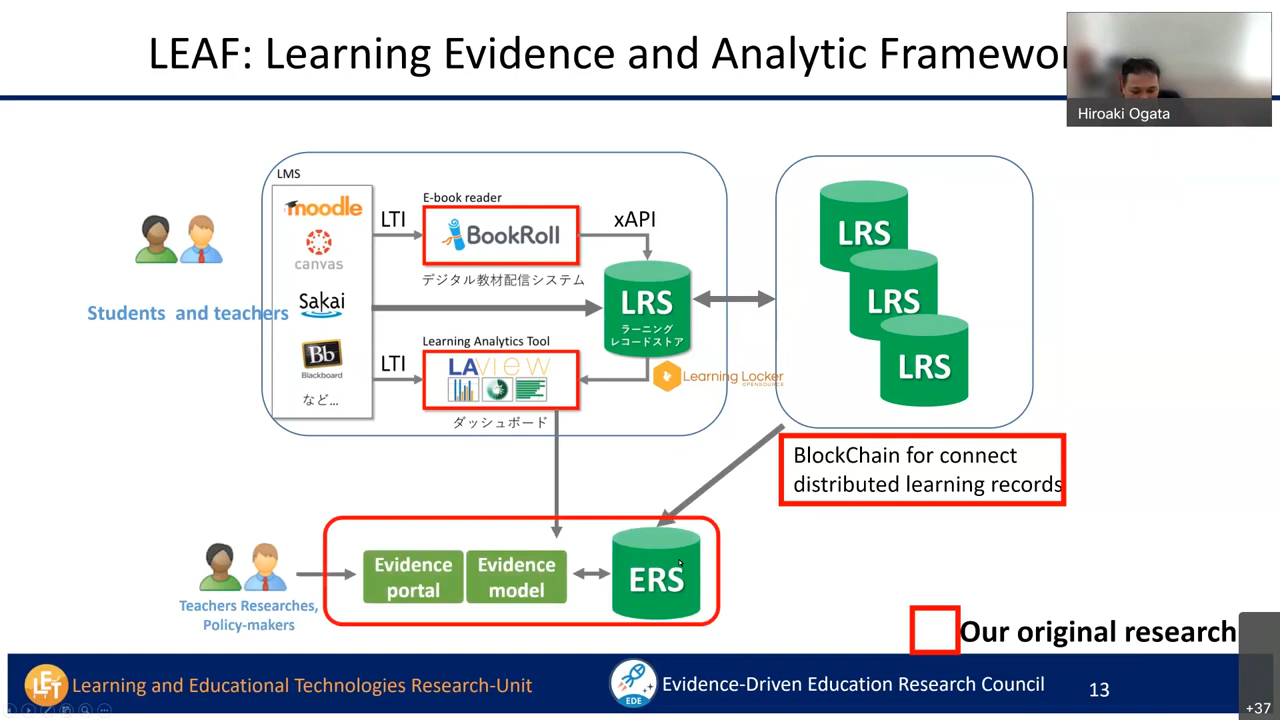 LEAF: Learning Evidence and Analytic Framewor
Hiroaki Ogata
LMS
moodle
canvas
Sakai
Bb
Blackboard
など...
Students and teachers
LTI
E-book reader
BookRoll
デジタル教材配信システム
xAPI
LRS
ラーニング
レコードストア
LTI
Learning Analytics Tool
LAView
ダッシュボード
Learning Locker
OPENSOURCE
LRS
LRS
LRS
BlockChain for connect
distributed learning records
Teachers Researches,
Policy-makers
Evidence
portal
Evidence
model
ERS
Our original research
LET
Learning and Educational Technologies Research-Unit
EDE
Evidence-Driven Education Research Council
13
+37